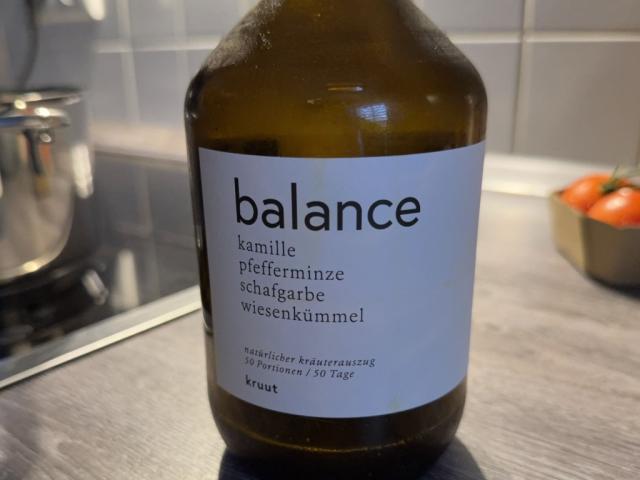 balance
kamille
pfefferminze
schafgarbe
wiesenkümmel
natürlicher kräuterauszug
50 Portionen / 50 Tage
kruut